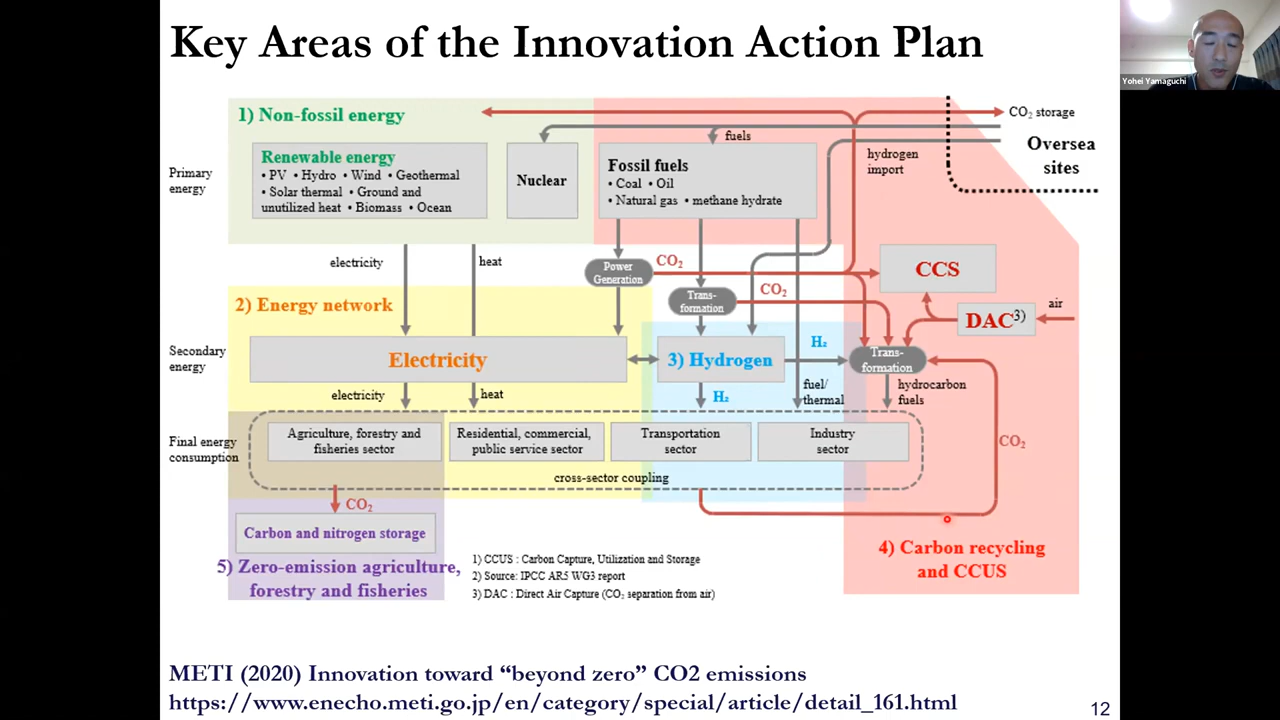 Key Areas of the Innovation Action Plan
Yohei Yamaguchi
1) Non-fossil energy
CO₂ storage
fuels
Oversea
sites
hydrogen
import
Primary
energy
Renewable energy
• PV • Hydro • Wind • Geothermal
• Solar thermal • Ground and
unutilized heat • Biomass • Ocean
Nuclear
Fossil fuels
• Coal • Oil
• Natural gas • methane hydrate
electricity
heat
Power
Generation
CO₂
CCS
Trans-
formation
CO₂
air
DAC³⁾
2) Energy network
Secondary
energy
Electricity
3) Hydrogen
H₂
Trans-
formation
electricity
heat
H₂
fuel/
thermal
hydrocarbon
fuels
Final energy
consumption
Agriculture, forestry and
fisheries sector
Residential, commercial,
public service sector
Transportation
sector
Industry
sector
CO₂
cross-sector coupling
CO₂
Carbon and nitrogen storage
5) Zero-emission agriculture,
forestry and fisheries
1) CCUS : Carbon Capture, Utilization and Storage
2) Source: IPCC AR5 WG3 report
3) DAC : Direct Air Capture (CO₂ separation from air)
4) Carbon recycling
and CCUS
METI (2020) Innovation toward “beyond zero” CO2 emissions
https://www.enecho.meti.go.jp/en/category/special/article/detail_161.html
12